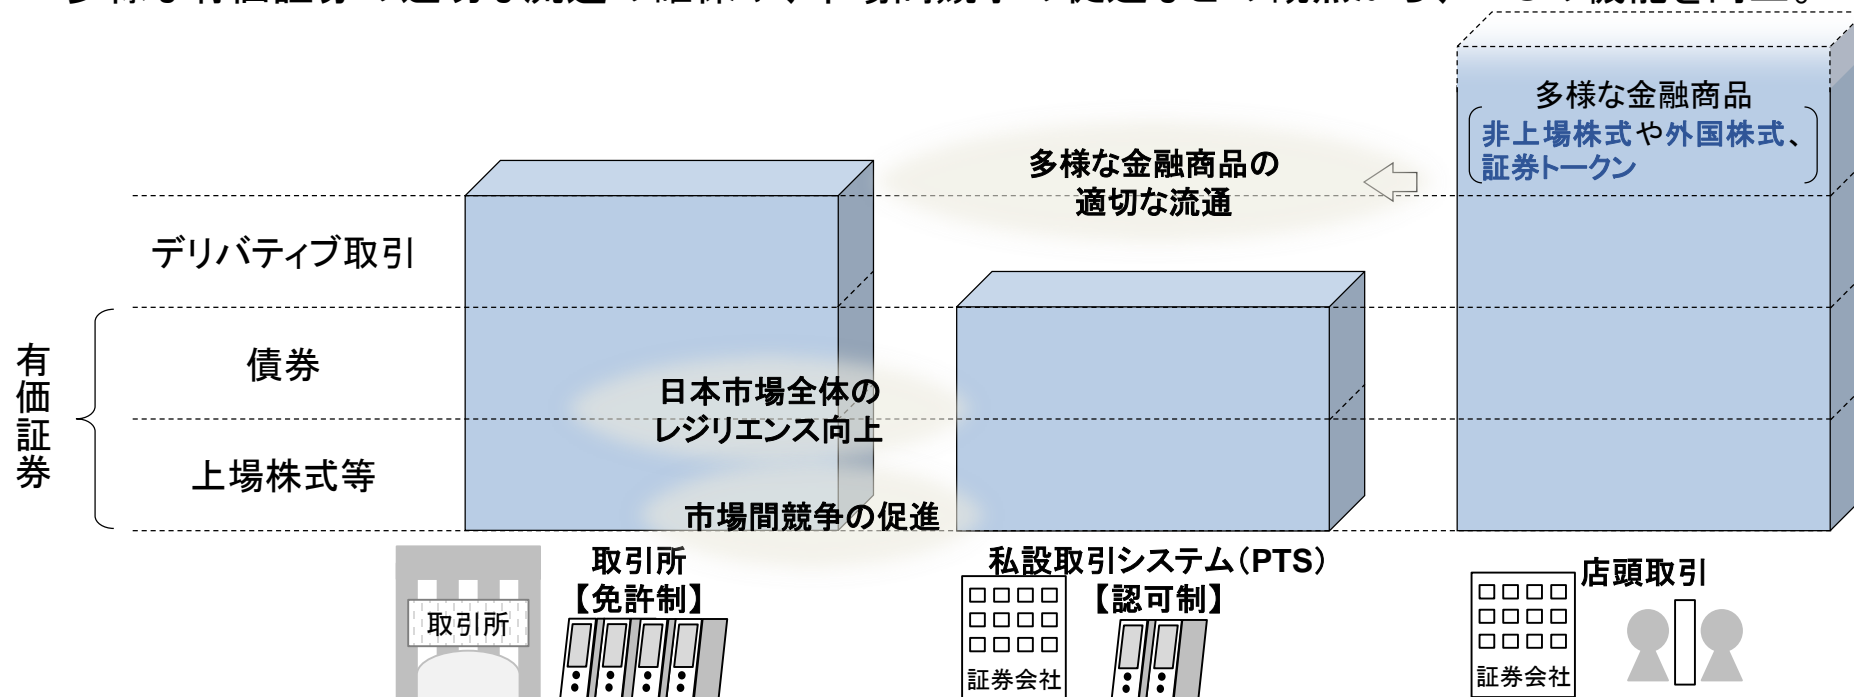 多様な金融商品
非上場株式や外国株式、
証券トークン
多様な金融商品の
適切な流通
デリバティブ取引
有価証券
債券
日本市場全体の
レジリエンス向上
上場株式等
市場間競争の促進
取引所
【免許制】
取引所
私設取引システム(PTS)
【認可制】
証券会社
店頭取引
証券会社